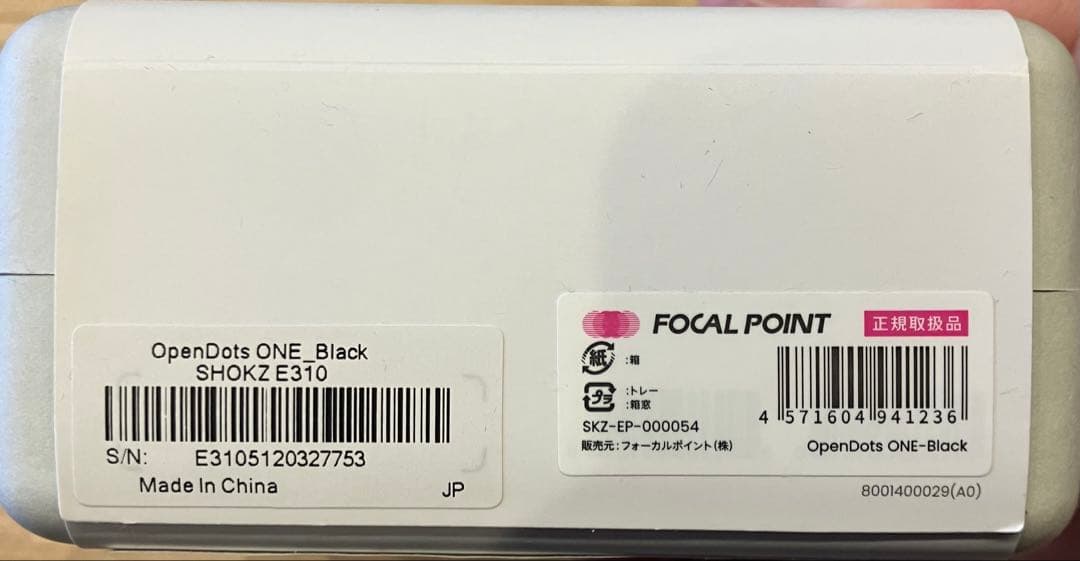 OpenDots ONE_Black
SHOKZ E310
S/N: E3105120327753
Made In China
JP
FOCAL POINT
正規取扱品
紙 :箱
プラ :トレー
:箱窓
SKZ-EP-000054
販売元:フォーカルポイント(株)
4 571604 941236
OpenDots ONE-Black
8001400029(A0)